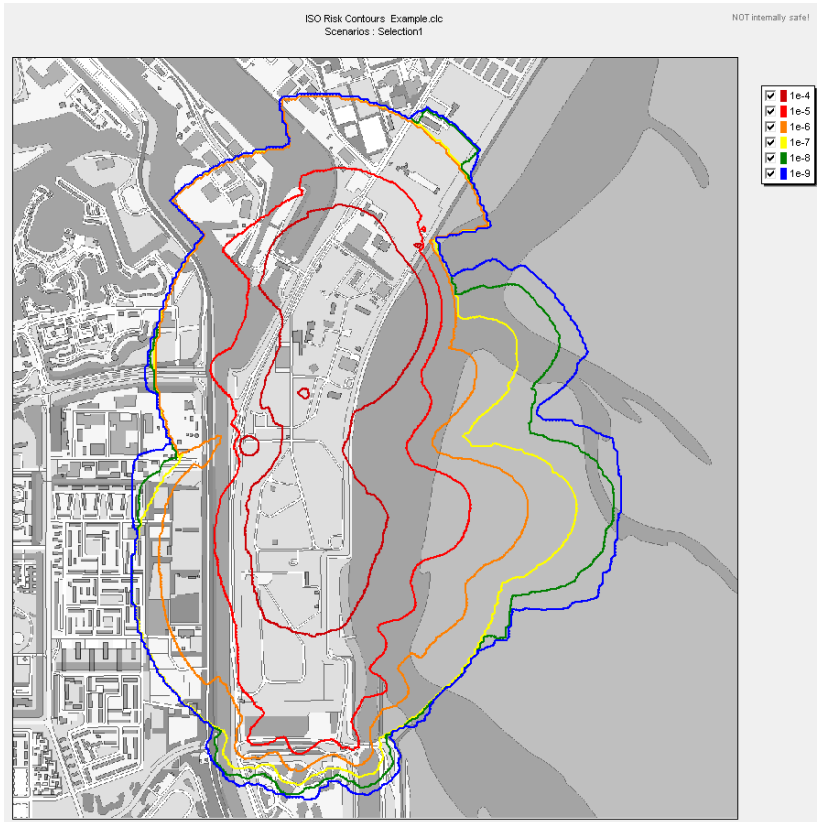 ISO Risk Contours Example.clc
Scenarios : Selection1
NOT internally safe!
1e-4
1e-5
1e-6
1e-7
1e-8
1e-9